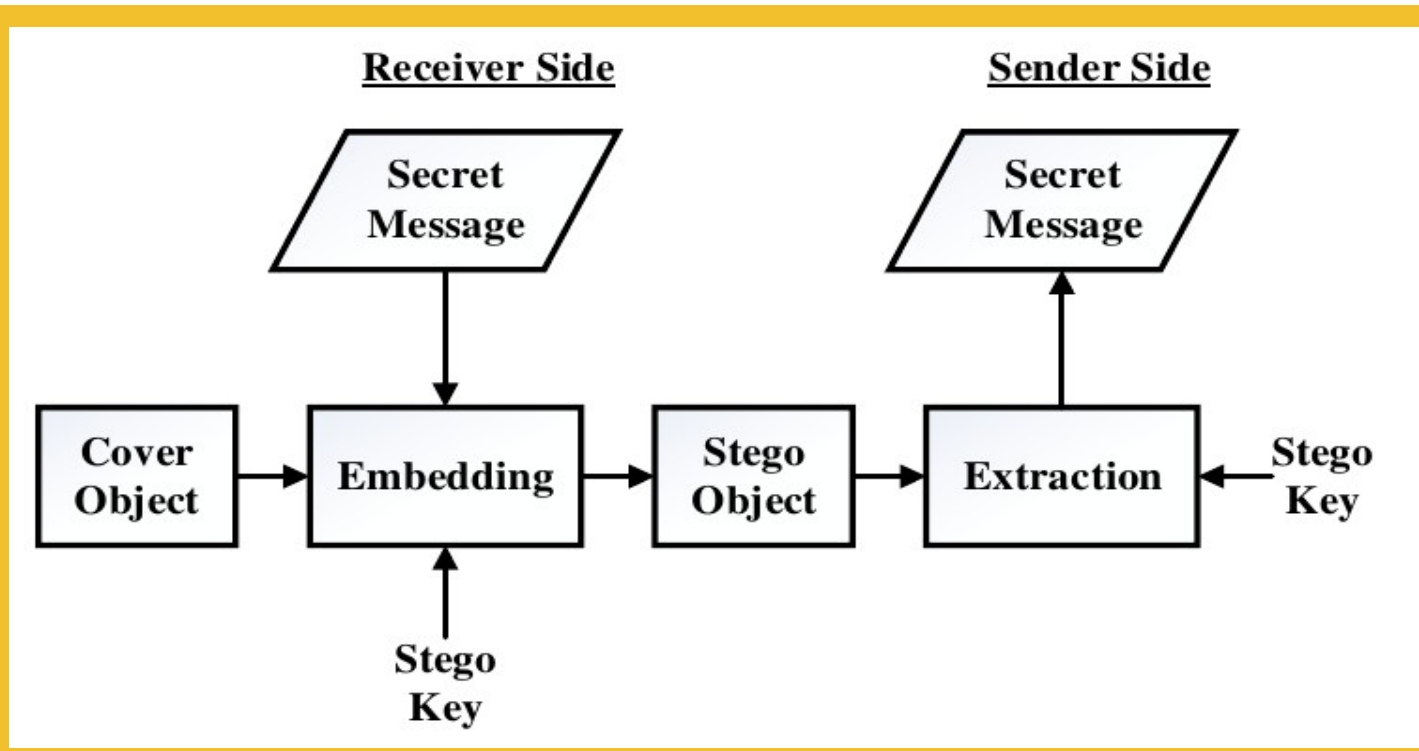 Receiver Side
Sender Side
Secret
Message
Secret
Message
Cover
Object
Embedding
Stego
Object
Extraction
Stego
Key
Stego
Key